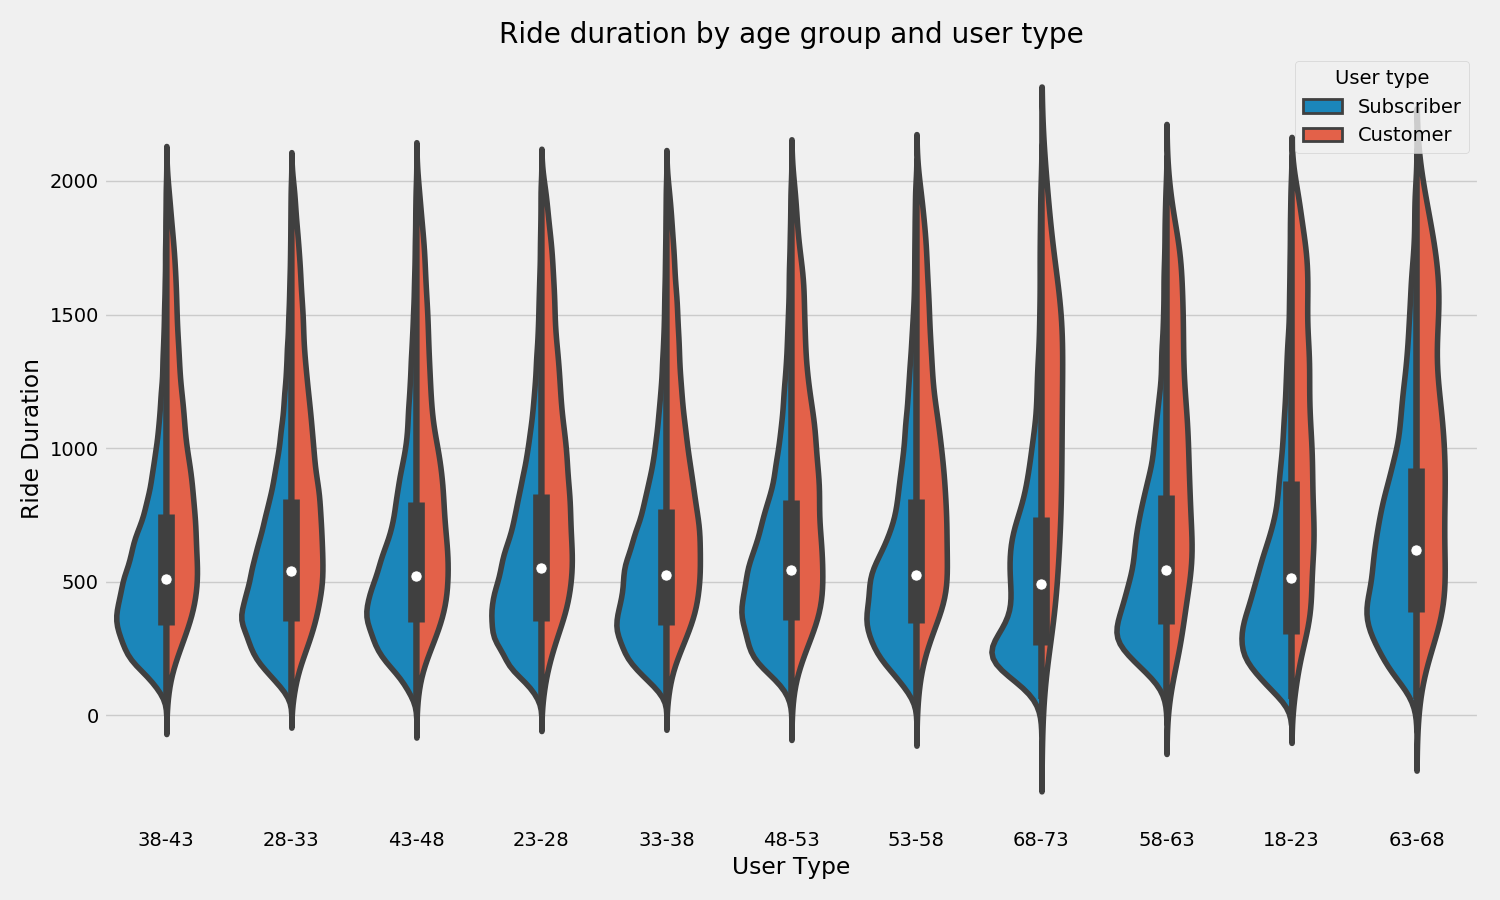 Ride duration by age group and user type
User type
Subscriber
Customer
2000
1500
1000
500
0
Ride Duration
38-43 28-33 43-48 23-28 33-38 48-53 53-58 68-73 58-63 18-23 63-68
User Type